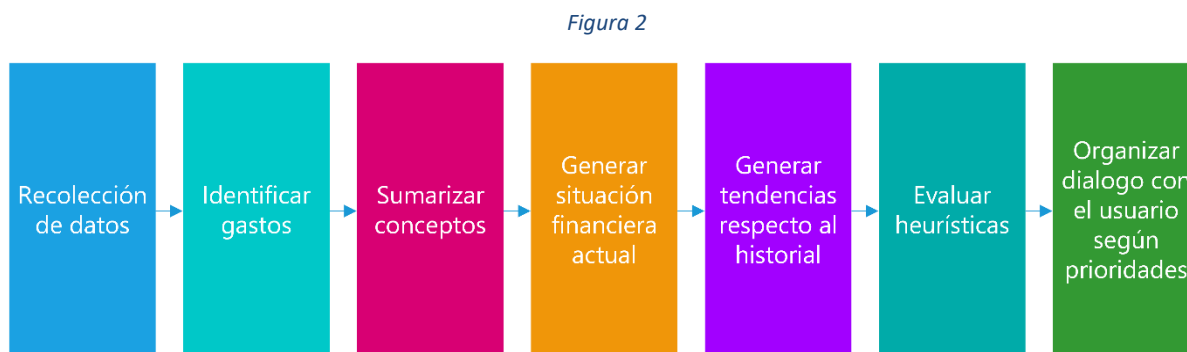 Figura 2
Recolección
de datos
Identificar
gastos
Sumarizar
conceptos
Generar
situación
financiera
actual
Generar
tendencias
respecto al
historial
Evaluar
heurísticas
Organizar
dialogo con
el usuario
según
prioridades